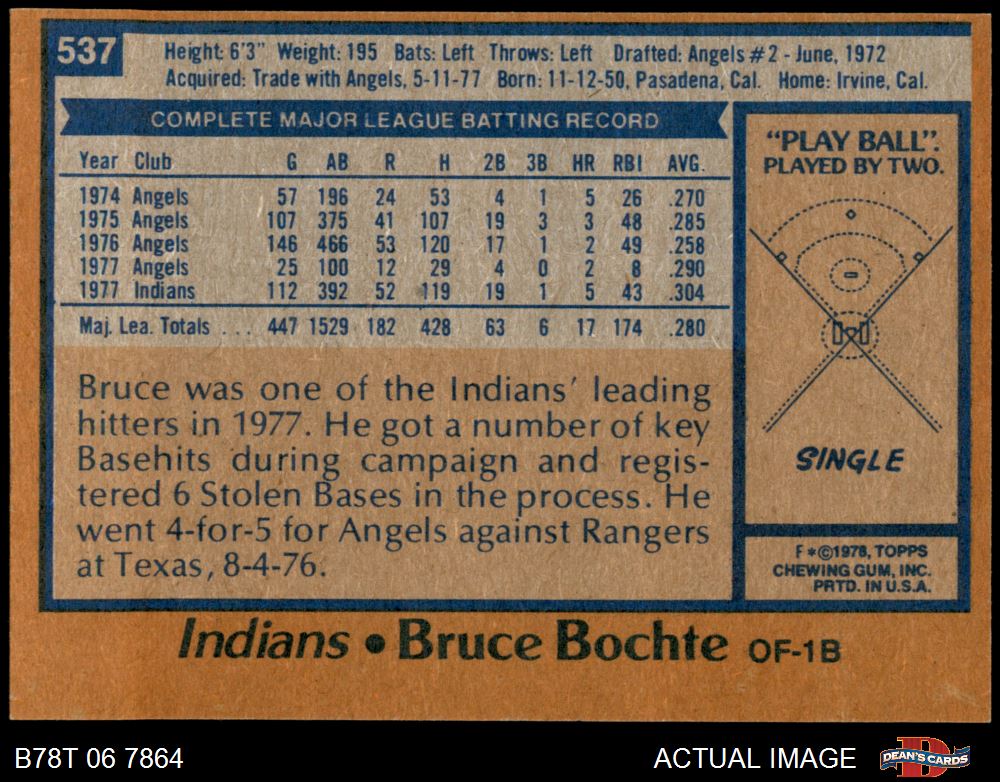 537
Height: 6'3" Weight: 195 Bats: Left Throws: Left Drafted: Angels #2 - June, 1972
Acquired: Trade with Angels, 5-11-77 Born: 11-12-50, Pasadena, Cal. Home: Irvine, Cal.
COMPLETE MAJOR LEAGUE BATTING RECORD
Year Club G AB R H 2B 3B HR RBI AVG.
1974 Angels 57 196 24 53 4 1 5 26 .270
1975 Angels 107 375 41 107 19 3 3 48 .285
1976 Angels 146 466 53 120 17 1 2 49 .258
1977 Angels 25 100 12 29 4 0 2 8 .290
1977 Indians 112 392 52 119 19 1 5 43 .304
Maj. Lea. Totals . . . 447 1529 182 428 63 6 17 174 .280
Bruce was one of the Indians' leading
hitters in 1977. He got a number of key
Basehits during campaign and regis-
tered 6 Stolen Bases in the process. He
went 4-for-5 for Angels against Rangers
at Texas, 8-4-76.
"PLAY BALL".
PLAYED BY TWO.
SINGLE
F*©1978, TOPPS
CHEWING GUM, INC.
PRTD. IN U.S.A.
Indians • Bruce Bochte OF-1B
B78T 06 7864
ACTUAL IMAGE
DEAN'S CARDS